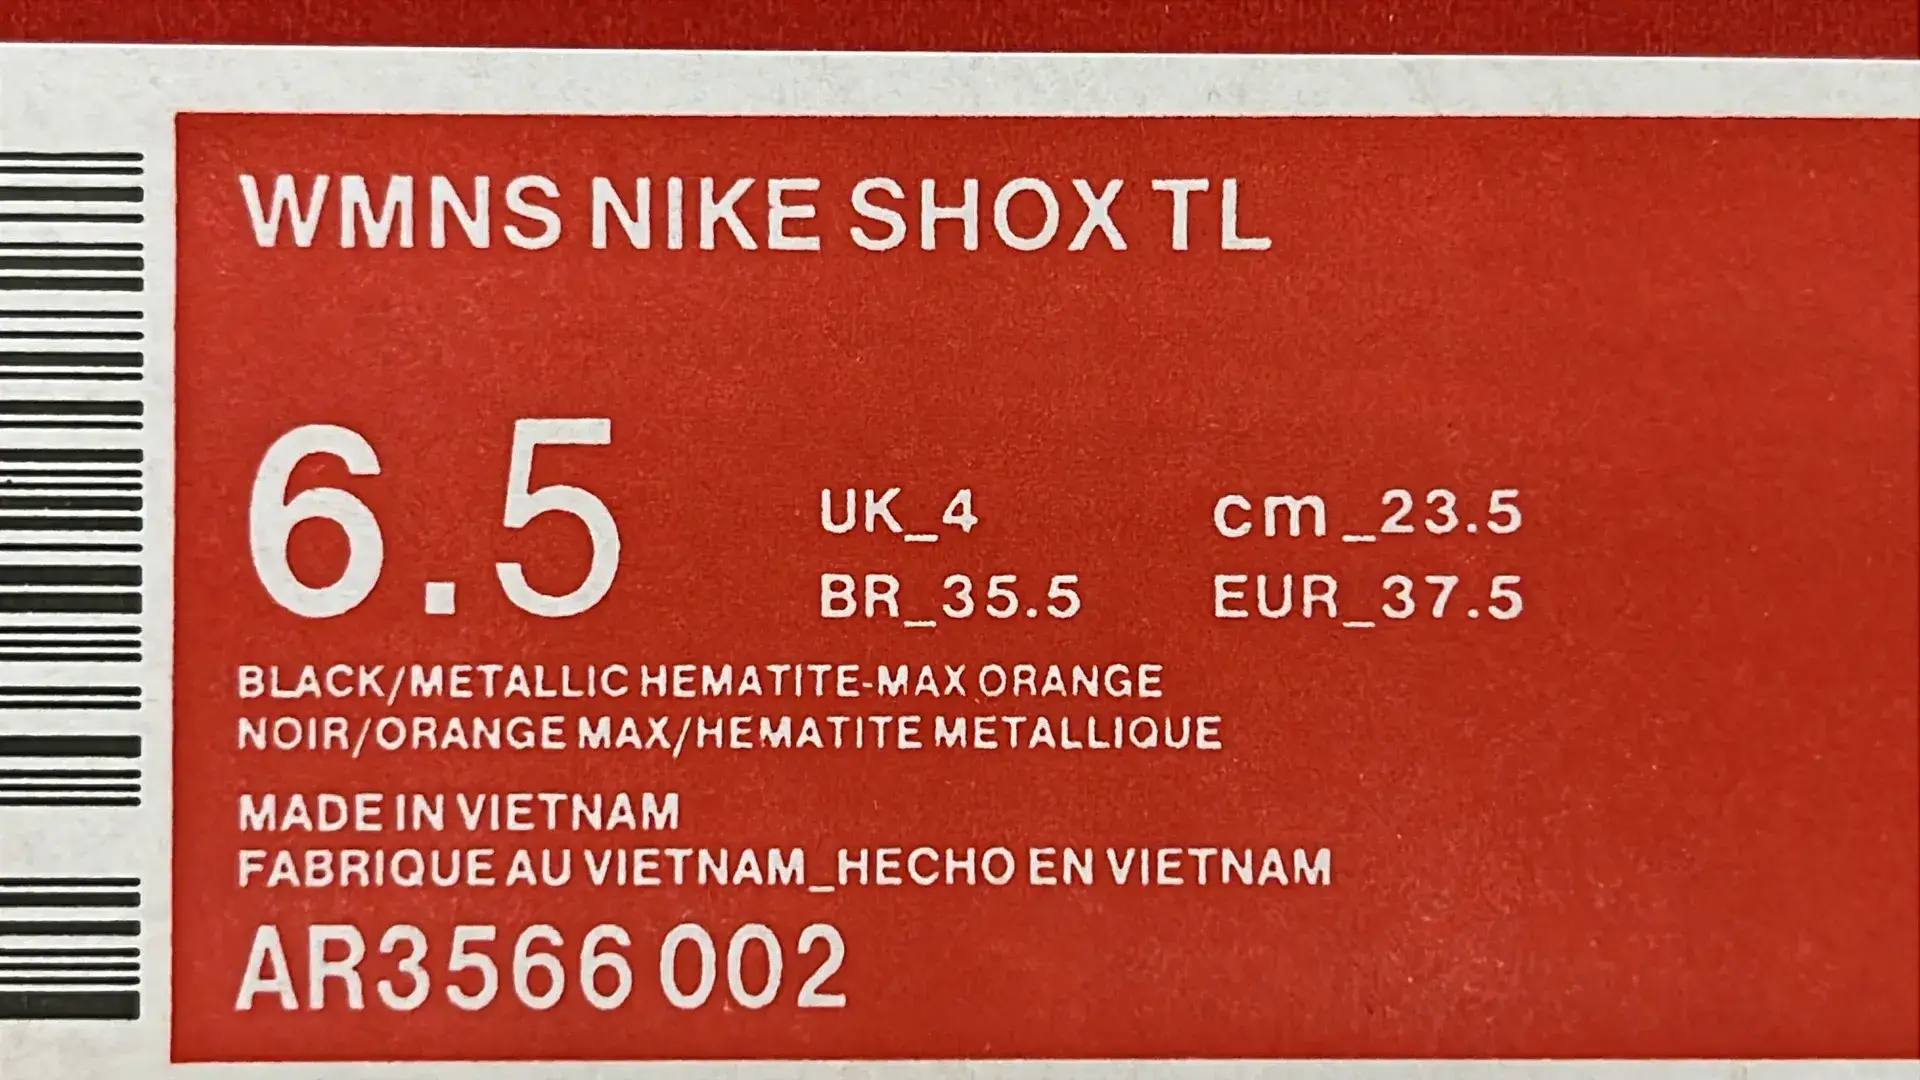 WMNS NIKE SHOX TL
6.5
UK_4 cm_23.5
BR_35.5 EUR_37.5
BLACK/METALLIC HEMATITE-MAX ORANGE
NOIR/ORANGE MAX/HEMATITE METALLIQUE
MADE IN VIETNAM
FABRIQUE AU VIETNAM_HECHO EN VIETNAM
AR3566 002